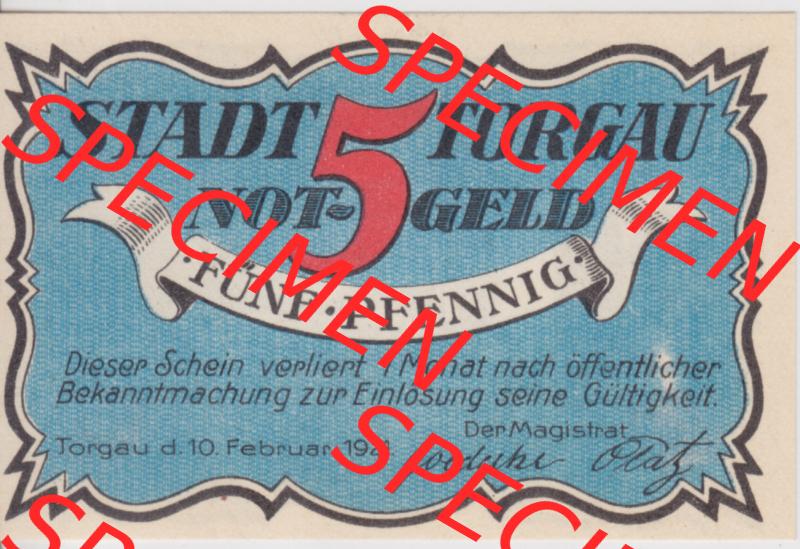 STADT 5 TORGAU
NOT-GELD
·FÜNF·PFENNIG·
Dieser Schein verliert 1 Monat nach öffentlicher
Bekanntmachung zur Einlösung seine Gültigkeit.
Der Magistrat
Torgau d. 10. Februar 1921.
SPECIMEN
SPECIMEN
SPECIMEN